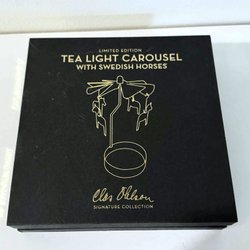 LIMITED EDITION
TEA LIGHT CAROUSEL
WITH SWEDISH HORSES
Clas Ohlson
SIGNATURE COLLECTION